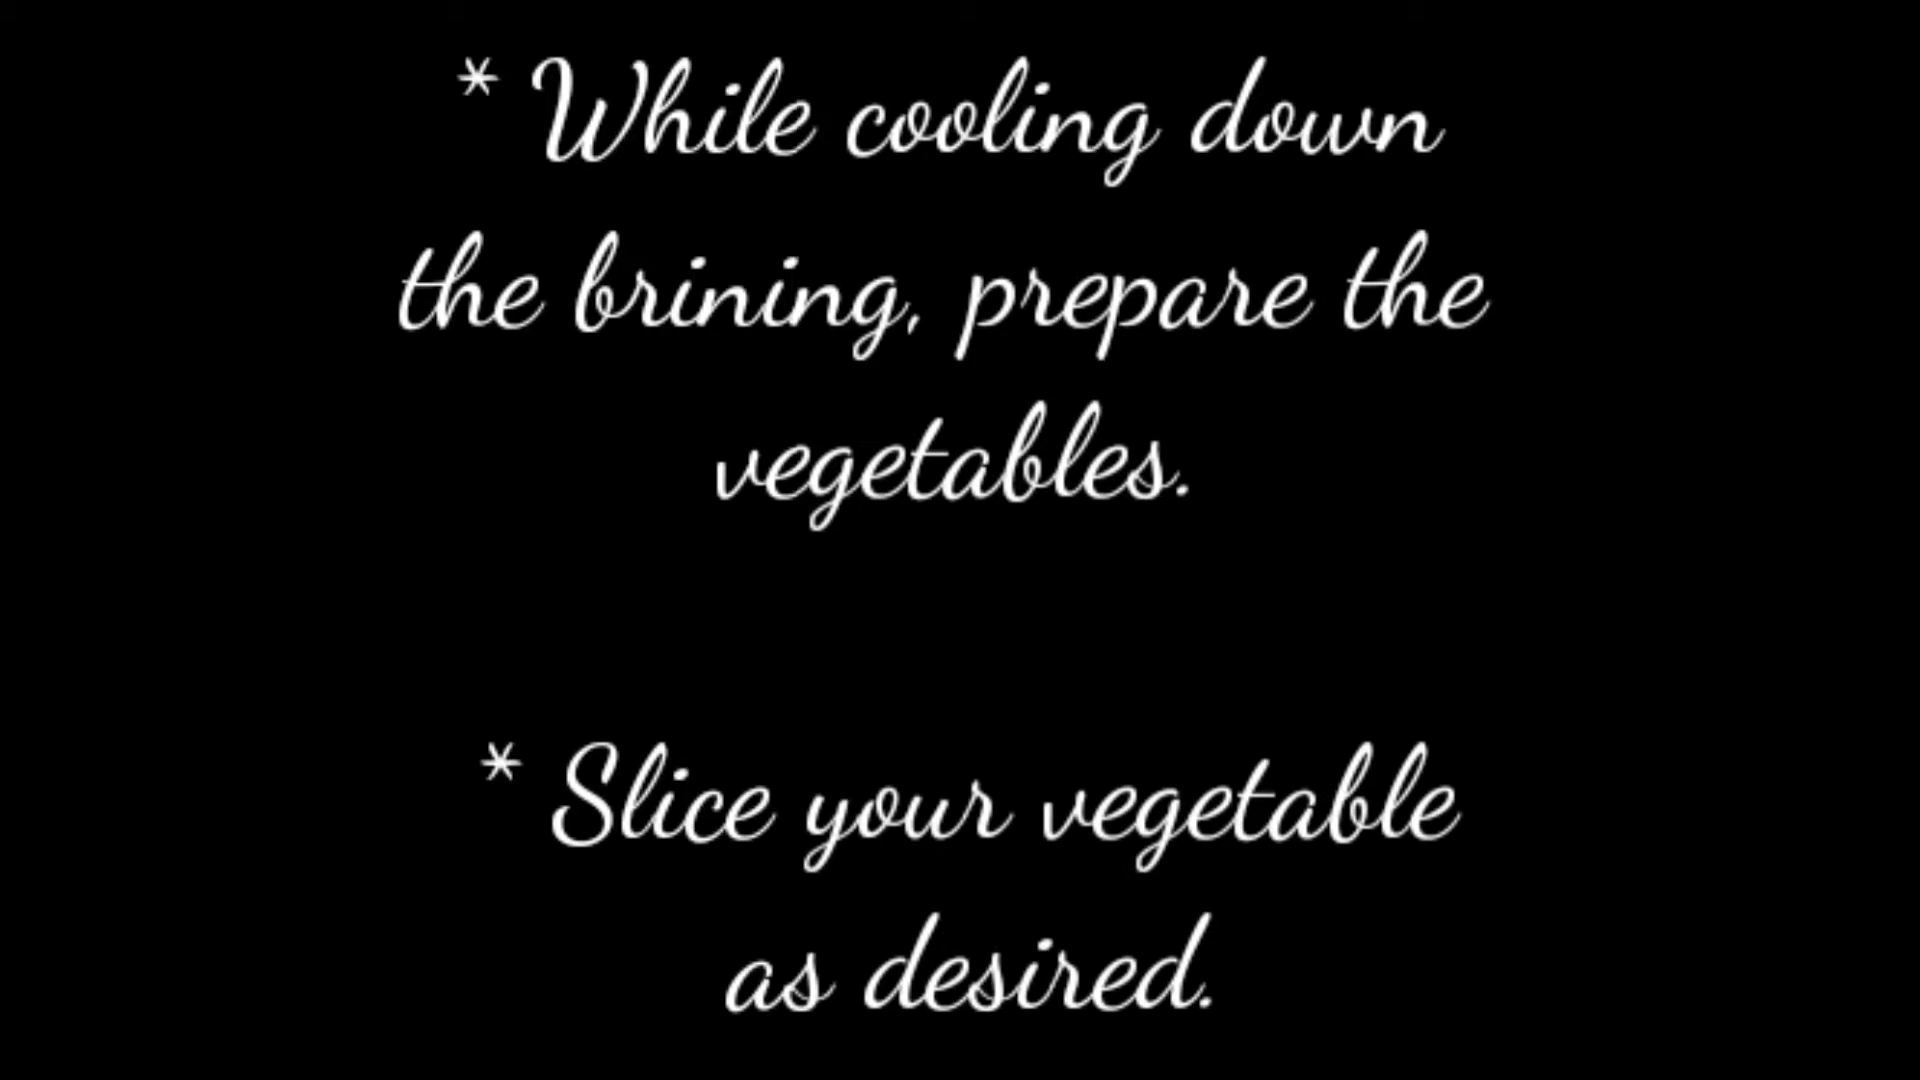 * While cooling down
the brining, prepare the
vegetables.
* Slice your vegetable
as desired.